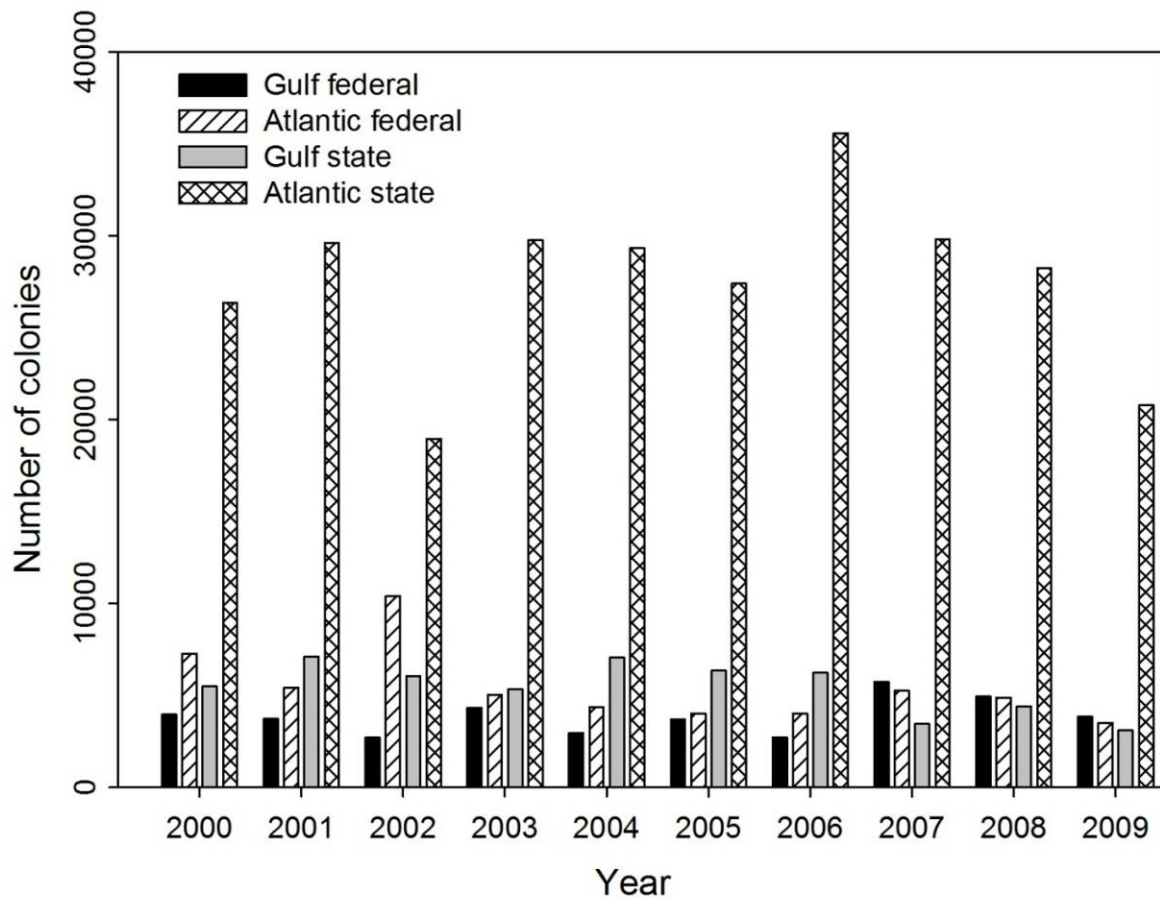 Gulf federal
Atlantic federal
Gulf state
Atlantic state
40000
30000
20000
10000
0
Number of colonies
2000 2001 2002 2003 2004 2005 2006 2007 2008 2009
Year